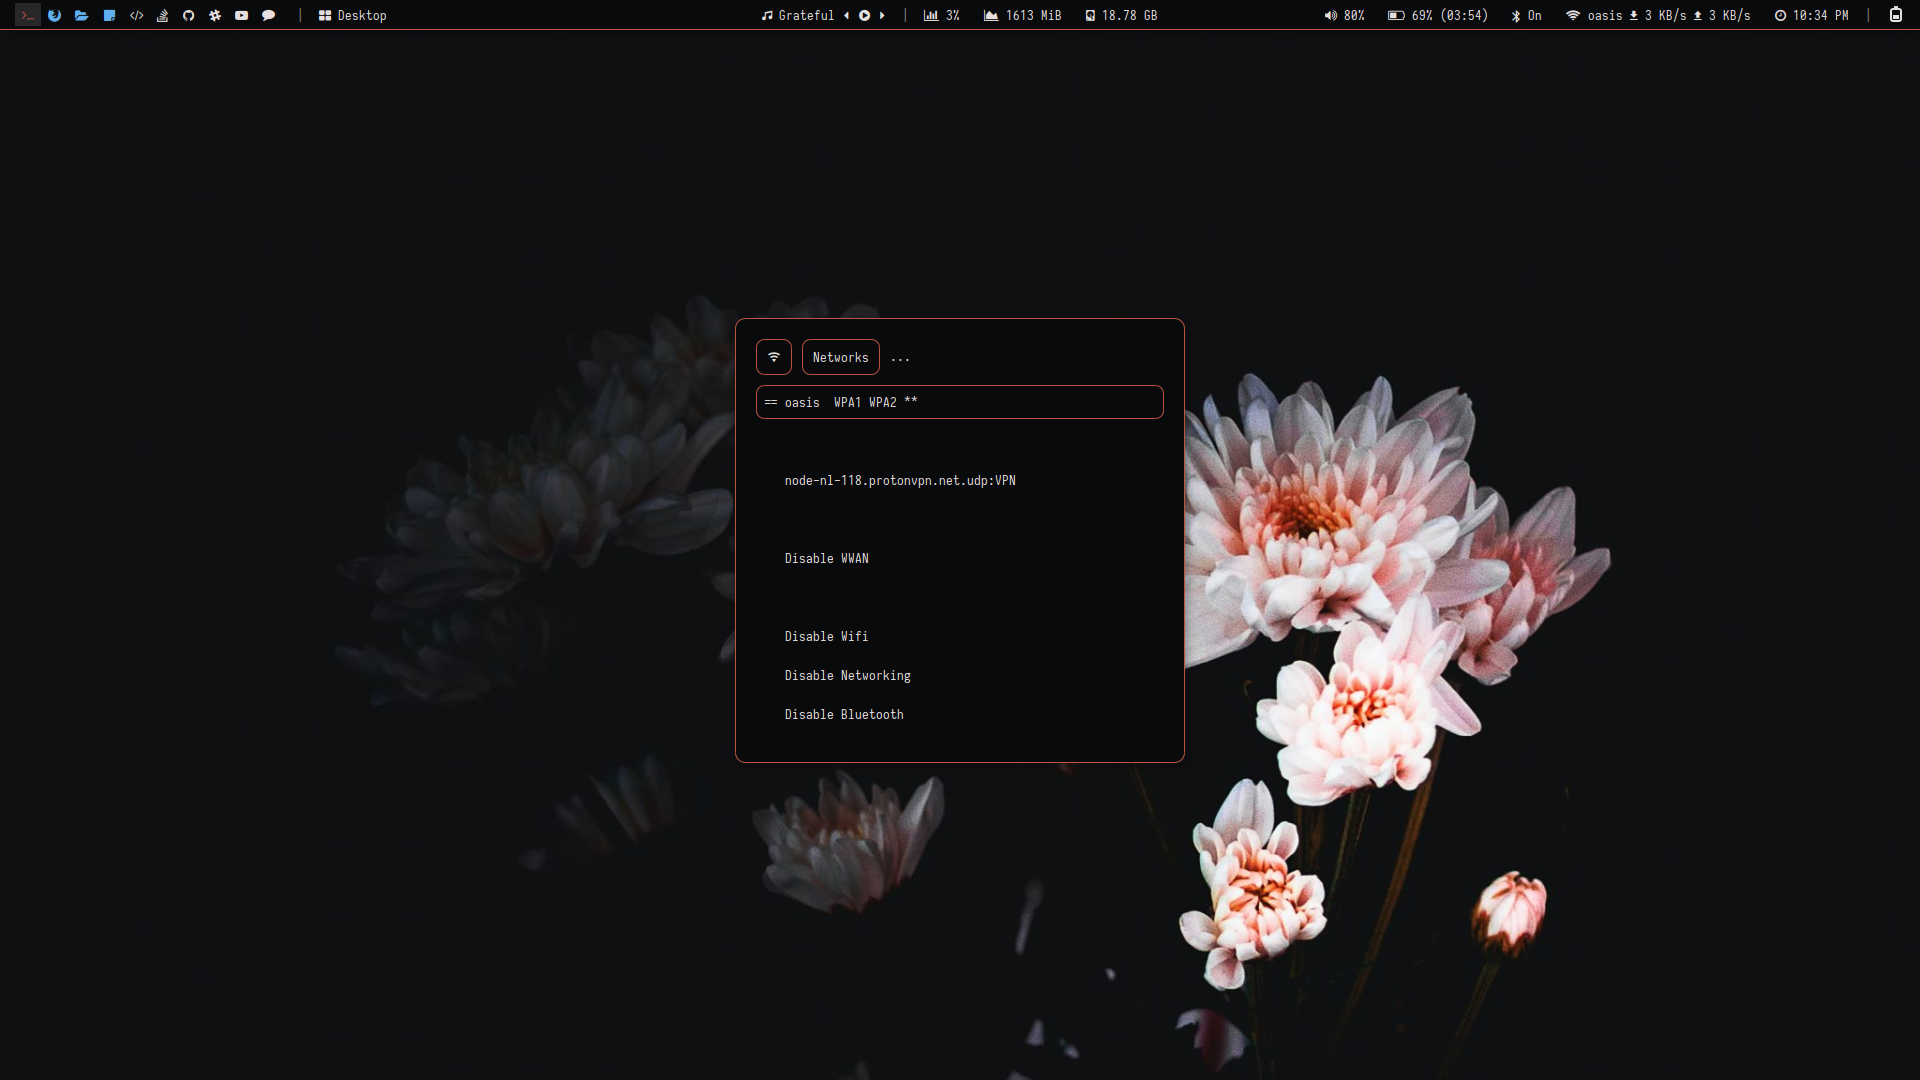 Desktop
Grateful
3%
1613 MiB
18.78 GB
80%
69% (03:54)
On
oasis 3 KB/s 3 KB/s
10:34 PM
Networks ...
== oasis  WPA1 WPA2 **
node-nl-118.protonvpn.net.udp:VPN
Disable WWAN
Disable Wifi
Disable Networking
Disable Bluetooth